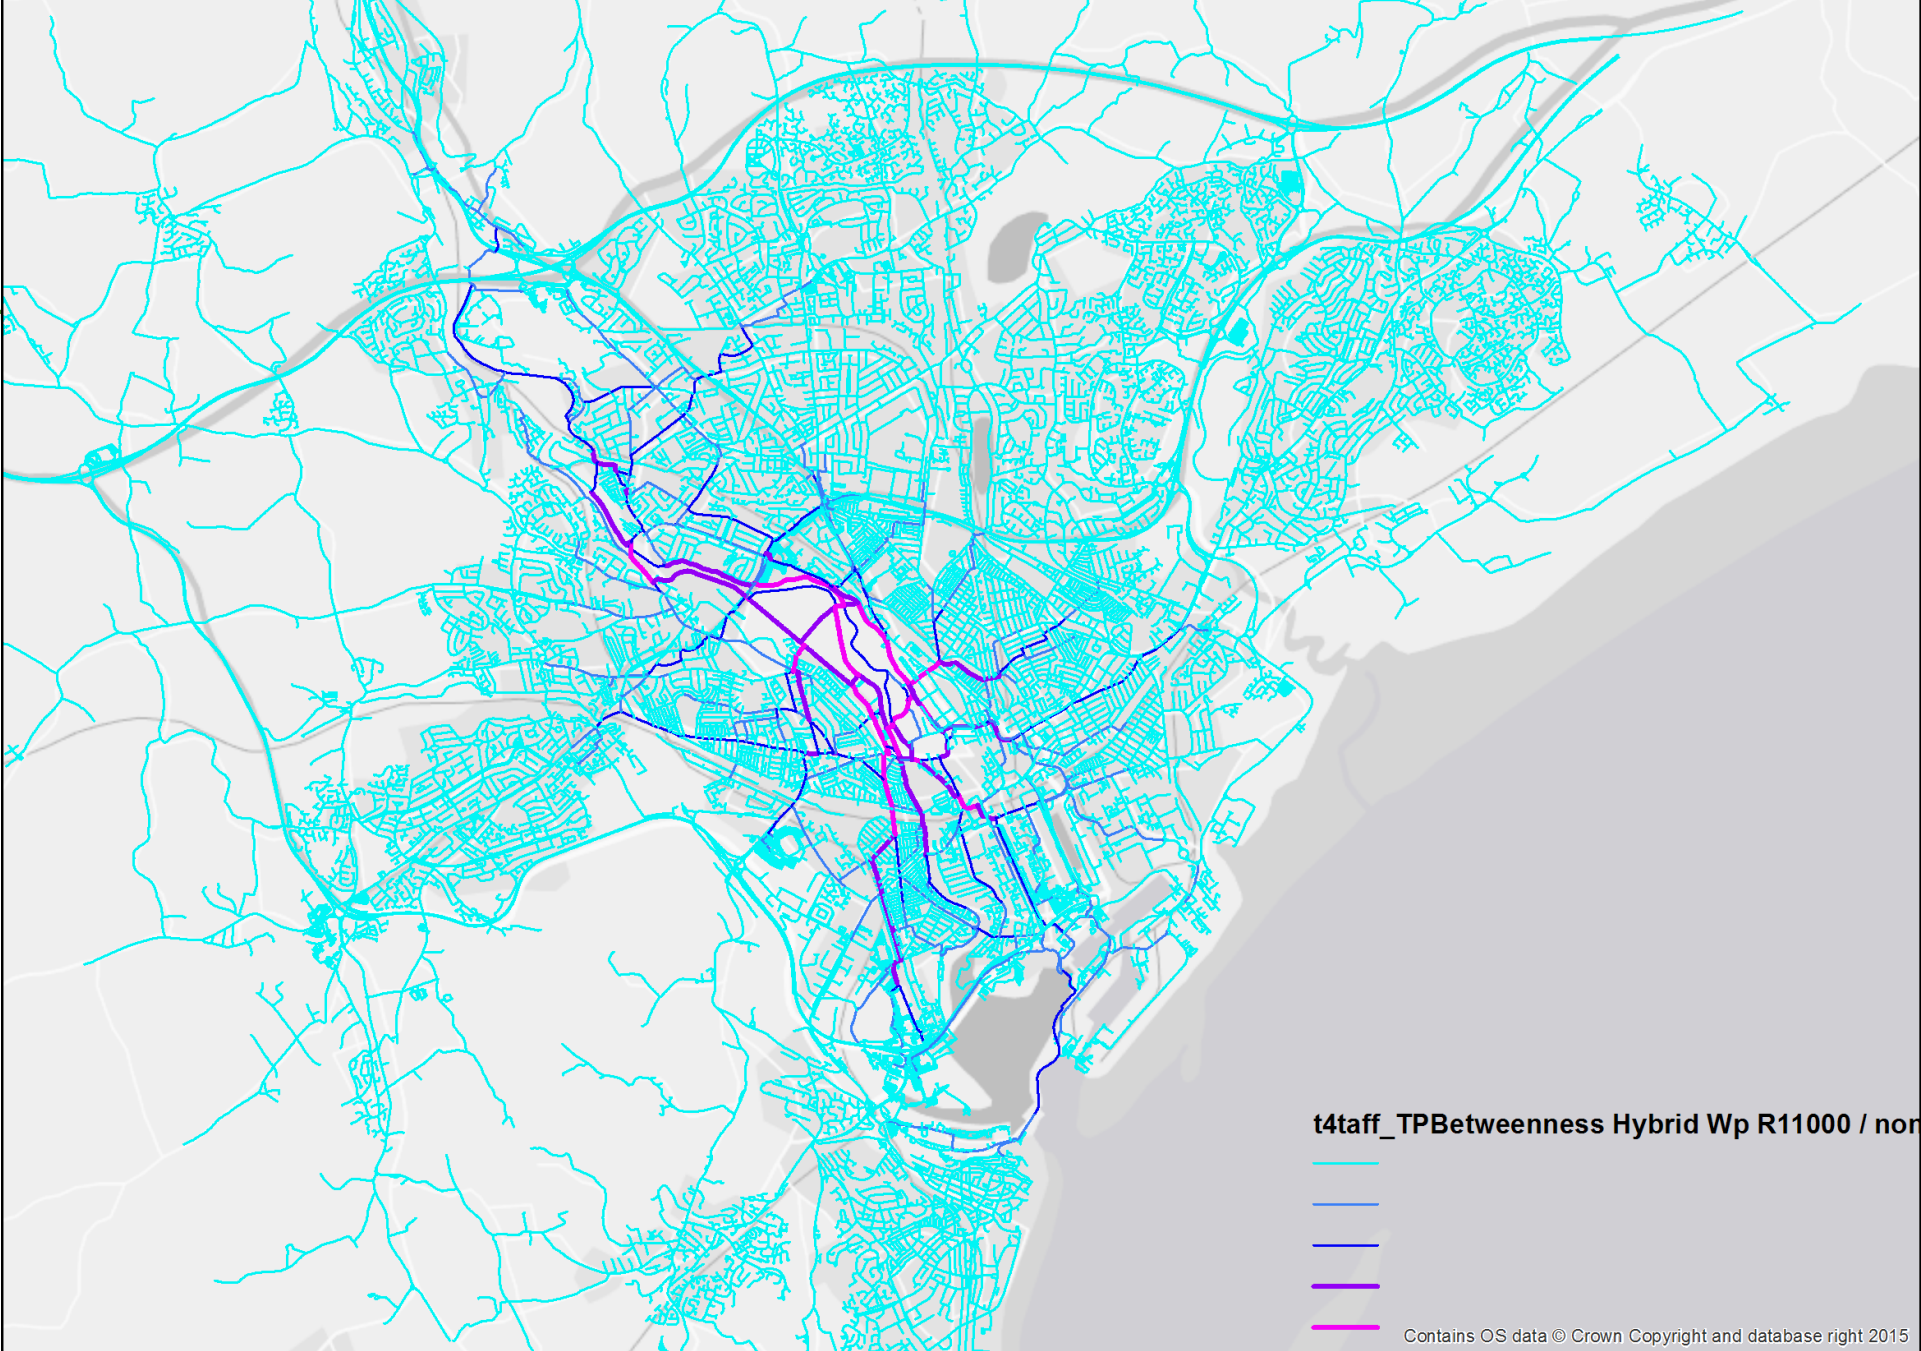 t4taff_TPBetweenness Hybrid Wp R11000 / non
Contains OS data © Crown Copyright and database right 2015